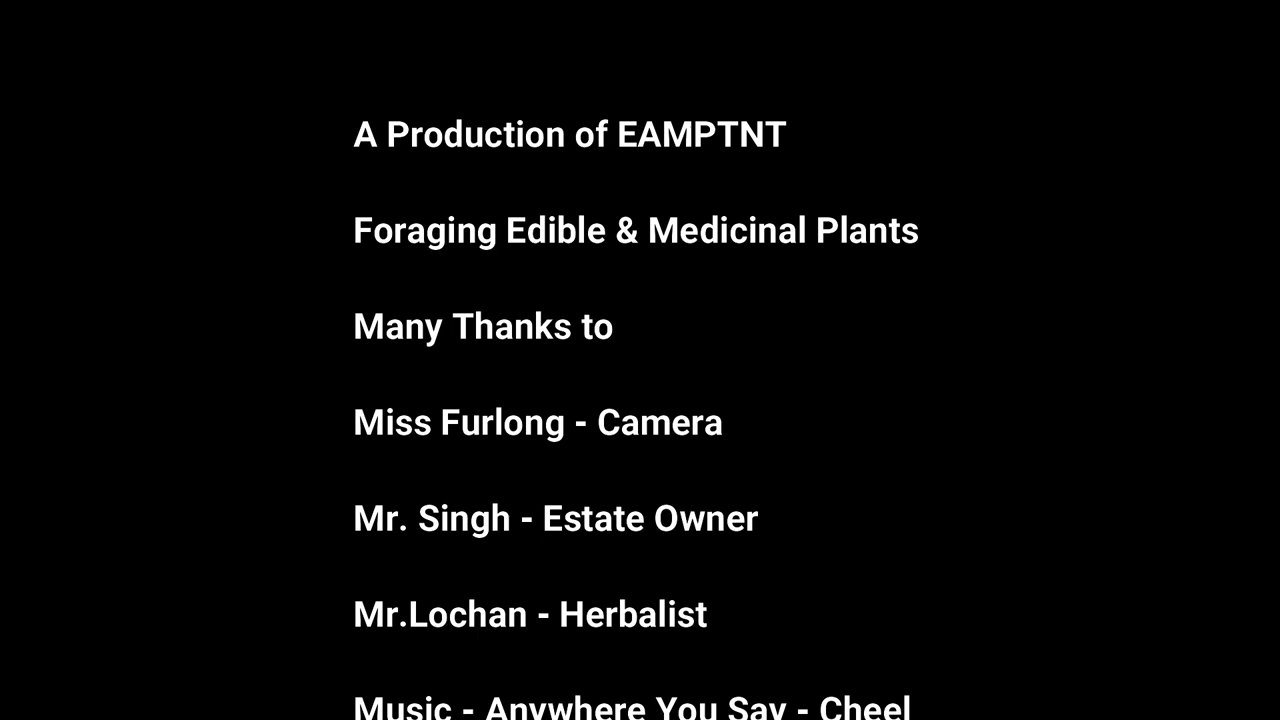 A Production of EAMPTNT
Foraging Edible & Medicinal Plants
Many Thanks to
Miss Furlong - Camera
Mr. Singh - Estate Owner
Mr.Lochan - Herbalist
Music - Anywhere You Say - Cheel